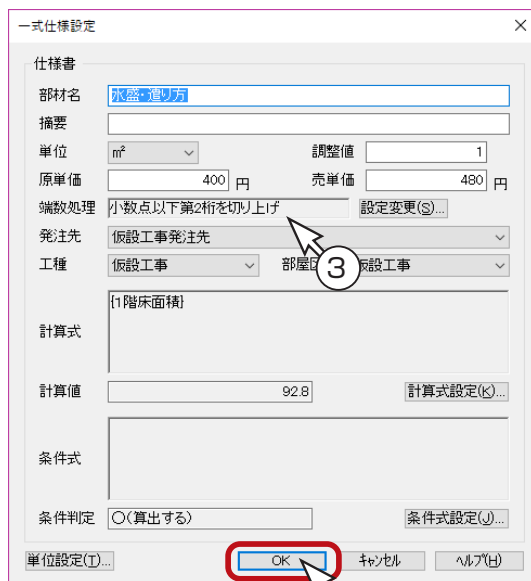 一式仕様設定
仕様書
部材名 水盛・遣り方
摘要
単位 m² 調整値 1
原単価 400 円 売単価 480 円
端数処理 小数点以下第2桁を切り上げ 設定変更(S)...
発注先 仮設工事発注先
工種 仮設工事 部屋 仮設工事
3
計算式 {1階床面積}
計算値 92.8 計算式設定(K)...
条件式
条件判定 〇(算出する) 条件式設定(J)...
単位設定(T)... OK キャンセル ヘルプ(H)